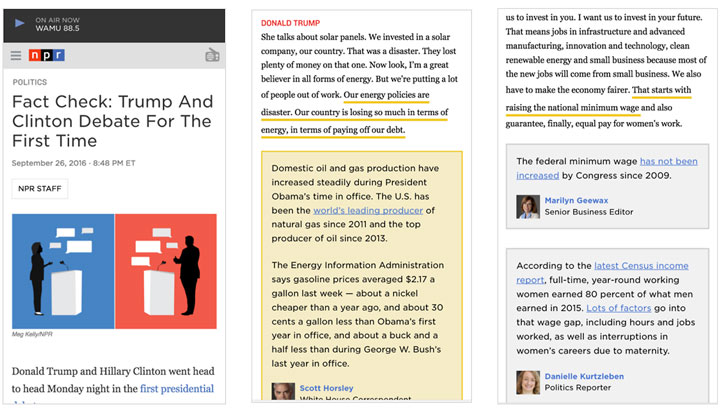 ON AIR NOW
WAMU 88.5
npr
POLITICS
Fact Check: Trump And
Clinton Debate For The
First Time
September 26, 2016 · 8:48 PM ET
NPR STAFF
Meg Kelly/NPR
Donald Trump and Hillary Clinton went head
to head Monday night in the first presidential
DONALD TRUMP
She talks about solar panels. We invested in a solar
company, our country. That was a disaster. They lost
plenty of money on that one. Now look, I'm a great
believer in all forms of energy. But we're putting a lot
of people out of work. Our energy policies are
disaster. Our country is losing so much in terms of
energy, in terms of paying off our debt.
Domestic oil and gas production have
increased steadily during President
Obama's time in office. The U.S. has
been the world's leading producer of
natural gas since 2011 and the top
producer of oil since 2013.
The Energy Information Administration
says gasoline prices averaged $2.17 a
gallon last week — about a nickel
cheaper than a year ago, and about 30
cents a gallon less than Obama's first
year in office, and about a buck and a
half less than during George W. Bush's
last year in office.
Scott Horsley
White House Correspondent
us to invest in you. I want us to invest in your future.
That means jobs in infrastructure and advanced
manufacturing, innovation and technology, clean
renewable energy and small business because most of
the new jobs will come from small business. We also
have to make the economy fairer. That starts with
raising the national minimum wage and also
guarantee, finally, equal pay for women's work.
The federal minimum wage has not been
increased by Congress since 2009.
Marilyn Geewax
Senior Business Editor
According to the latest Census income
report, full-time, year-round working
women earned 80 percent of what men
earned in 2015. Lots of factors go into
that wage gap, including hours and jobs
worked, as well as interruptions in
women's careers due to maternity.
Danielle Kurtzleben
Politics Reporter